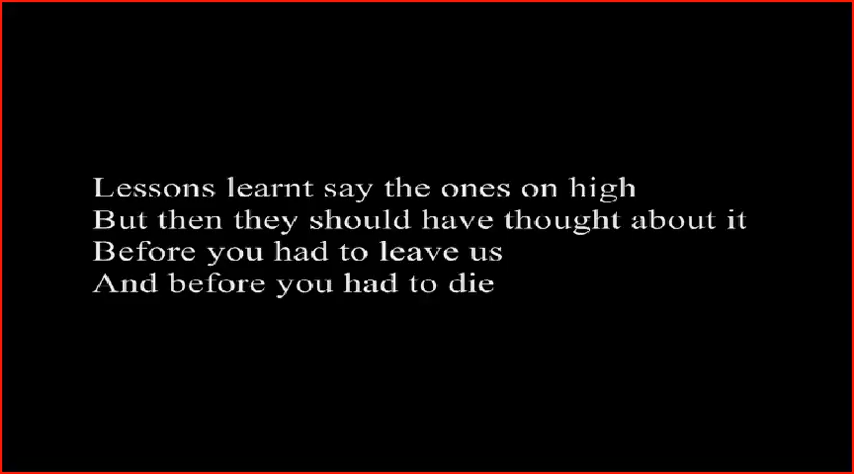 Lessons learnt say the ones on high
But then they should have thought about it
Before you had to leave us
And before you had to die